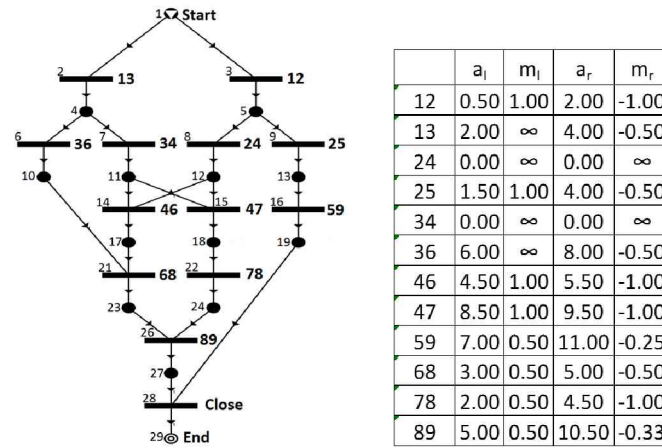 1 Start
2 13 3 12
4 5
6 36 7 34 8 24 9 25
10 11 12 13
14 46 15 47 16 59
17 18 19
21 68 22 78
23 24
26 89
27
28 Close
29 End
a_l m_l a_r m_r
12 0.50 1.00 2.00 -1.00
13 2.00 ∞ 4.00 -0.50
24 0.00 ∞ 0.00 ∞
25 1.50 1.00 4.00 -0.50
34 0.00 ∞ 0.00 ∞
36 6.00 ∞ 8.00 -0.50
46 4.50 1.00 5.50 -1.00
47 8.50 1.00 9.50 -1.00
59 7.00 0.50 11.00 -0.25
68 3.00 0.50 5.00 -0.50
78 2.00 0.50 4.50 -1.00
89 5.00 0.50 10.50 -0.33